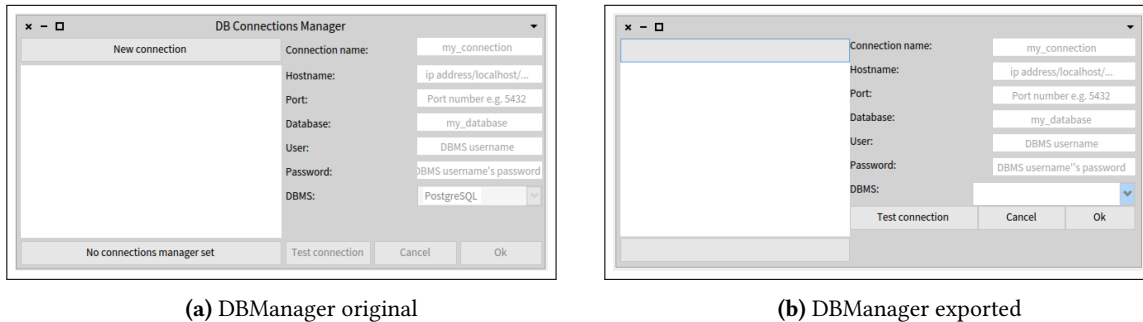 DB Connections Manager
New connection
Connection name: my_connection
Hostname: ip address/localhost/...
Port: Port number e.g. 5432
Database: my_database
User: DBMS username
Password: DBMS username's password
DBMS: PostgreSQL
No connections manager set Test connection Cancel Ok
(a) DBManager original
Connection name: my_connection
Hostname: ip address/localhost/...
Port: Port number e.g. 5432
Database: my_database
User: DBMS username
Password: DBMS username''s password
DBMS:
Test connection Cancel Ok
(b) DBManager exported